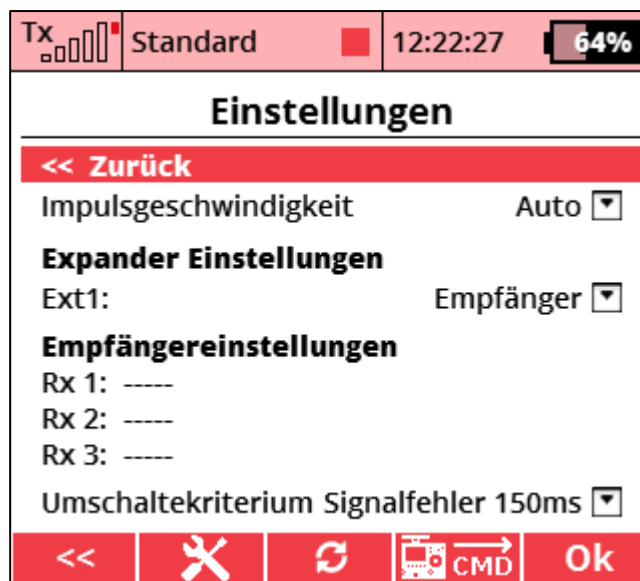 Tx Standard 12:22:27 64%
Einstellungen
<< Zurück
Impulsgeschwindigkeit Auto
Expander Einstellungen
Ext1: Empfänger
Empfängereinstellungen
Rx 1: -----
Rx 2: -----
Rx 3: -----
Umschaltekriterium Signalfehler 150ms
<< CMD Ok